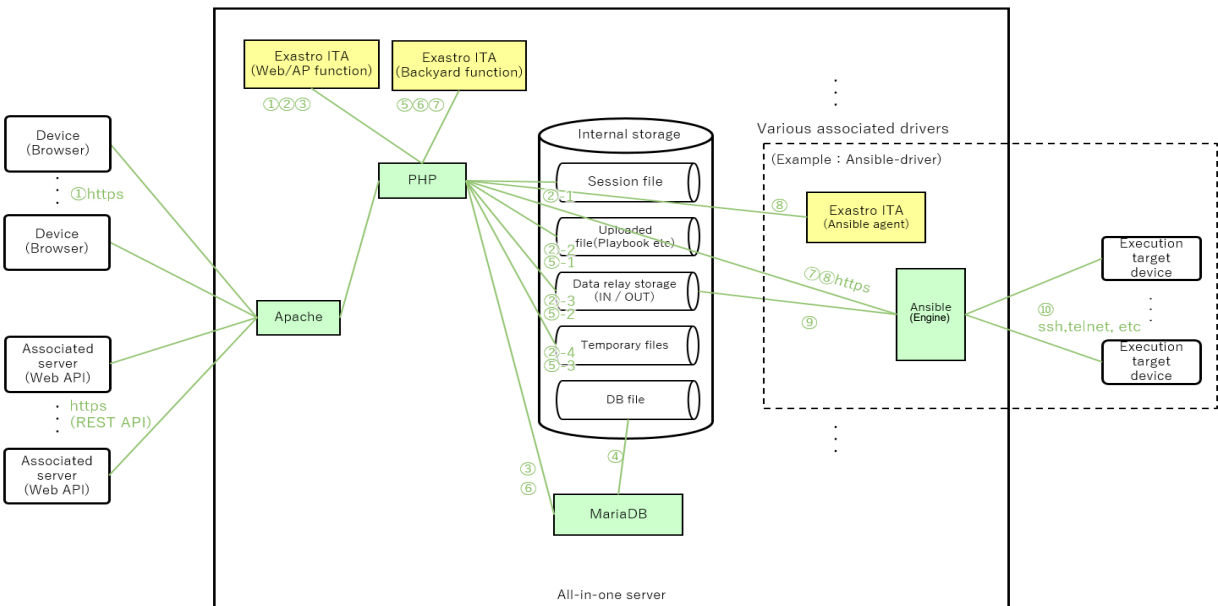 Exastro ITA
(Web/AP function)
Exastro ITA
(Backyard function)
①②③
⑤⑥⑦
Device
(Browser)
①https
Device
(Browser)
Associated
server
(Web API)
https
(REST API)
Associated
server
(Web API)
Apache
PHP
Internal storage
Session file
②-1
Uploaded
file(Playbook etc)
②-2
⑤-1
Data relay storage
(IN / OUT)
②-3
⑤-2
Temporary files
②-4
⑤-3
DB file
④
③
⑥
MariaDB
Various associated drivers
(Example：Ansible-driver)
⑧
Exastro ITA
(Ansible agent)
⑦⑧https
⑨
Ansible
(Engine)
⑩
ssh,telnet, etc
Execution
target
device
Execution
target
device
All-in-one server